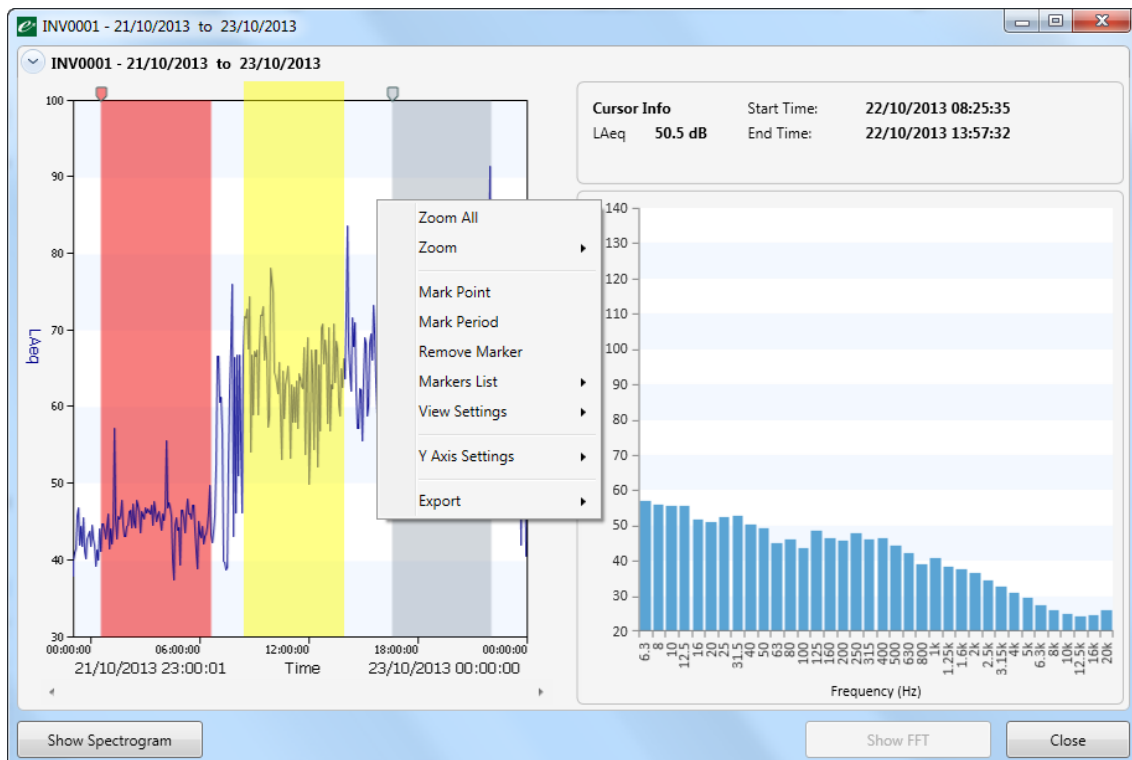 INV0001 - 21/10/2013 to 23/10/2013
INV0001 - 21/10/2013 to 23/10/2013
100
90
80
70
60
50
40
30
LAeq
00:00:00 06:00:00 12:00:00 18:00:00 00:00:00
21/10/2013 23:00:01 Time 23/10/2013 00:00:00
Zoom All
Zoom
Mark Point
Mark Period
Remove Marker
Markers List
View Settings
Y Axis Settings
Export
Cursor Info Start Time: 22/10/2013 08:25:35
LAeq 50.5 dB End Time: 22/10/2013 13:57:32
140
130
120
110
100
90
80
70
60
50
40
30
20
6.3 8 10 12.5 16 20 25 31.5 40 50 63 80 100 125 160 200 250 315 400 500 630 800 1k 1.25k 1.6k 2k 2.5k 3.15k 4k 5k 6.3k 8k 10k 12.5k 16k 20k
Frequency (Hz)
Show Spectrogram
Show FFT
Close